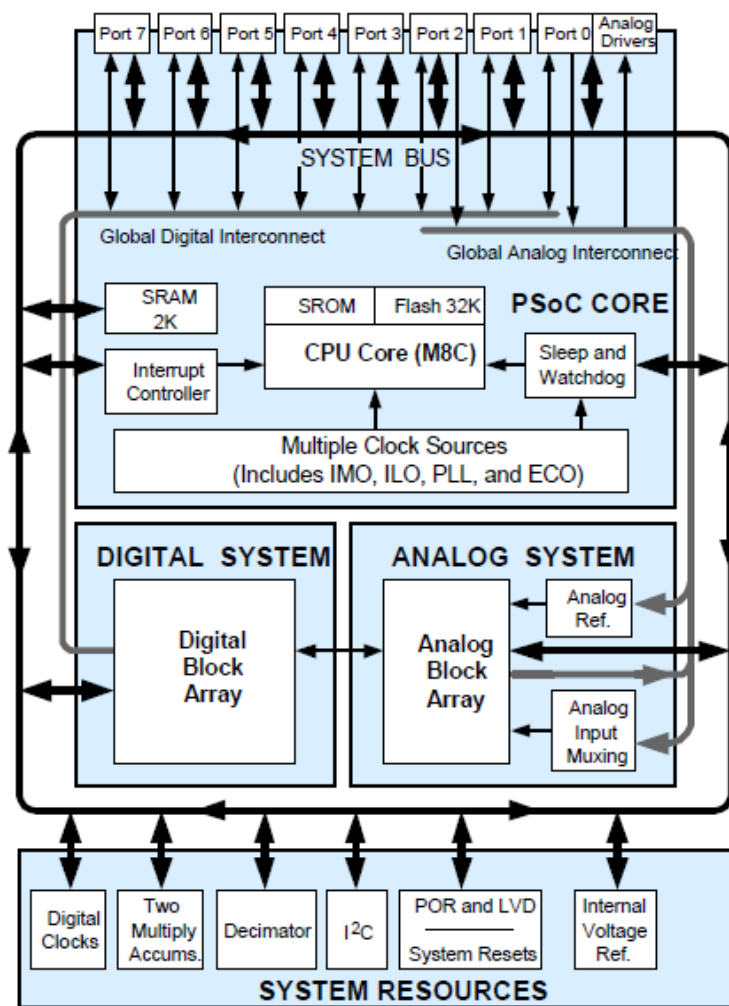 Port 7
Port 6
Port 5
Port 4
Port 3
Port 2
Port 1
Port 0
Analog
Drivers
SYSTEM BUS
Global Digital Interconnect
Global Analog Interconnect
SRAM
2K
SROM
Flash 32K
PSoC CORE
CPU Core (M8C)
Interrupt
Controller
Sleep and
Watchdog
Multiple Clock Sources
(Includes IMO, ILO, PLL, and ECO)
DIGITAL SYSTEM
ANALOG SYSTEM
Digital
Block
Array
Analog
Block
Array
Analog
Ref.
Analog
Input
Muxing
Digital
Clocks
Two
Multiply
Accums.
Decimator
I²C
POR and LVD
System Resets
Internal
Voltage
Ref.
SYSTEM RESOURCES